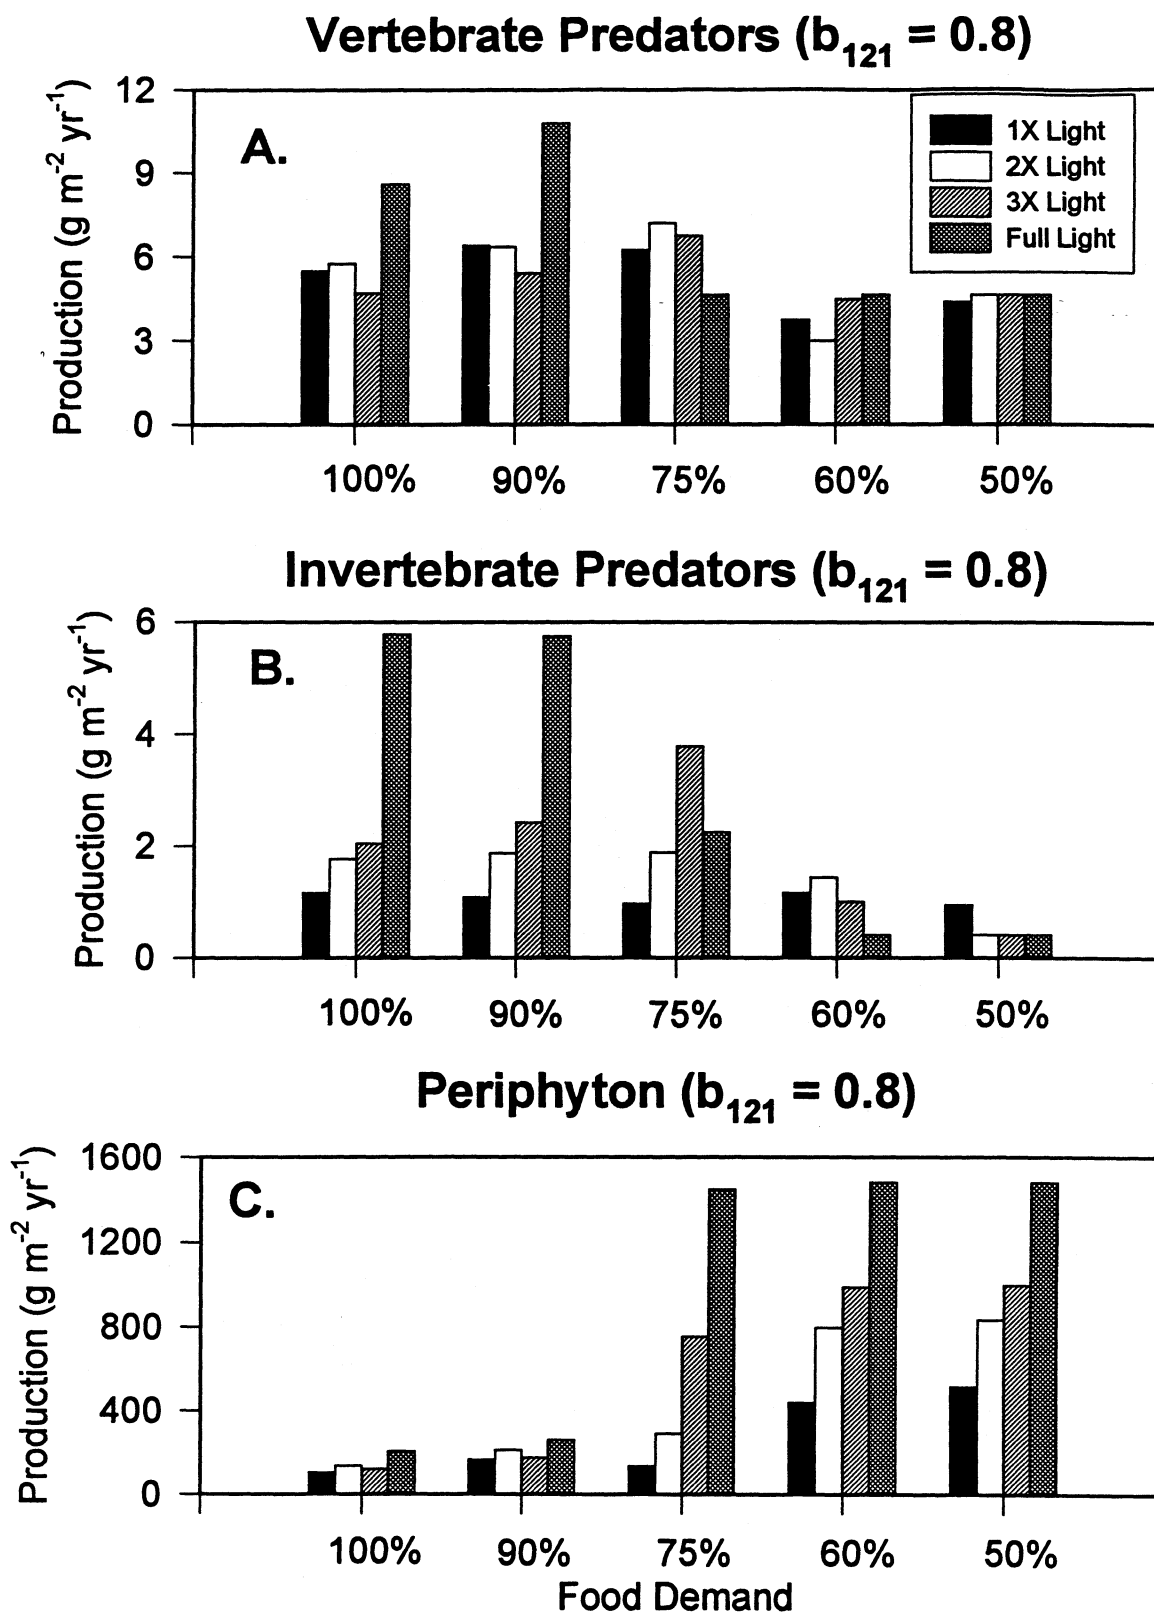 Vertebrate Predators (b121 = 0.8)
A.
Production (g m-2 yr-1)
12
9
6
3
0
1X Light
2X Light
3X Light
Full Light
100% 90% 75% 60% 50%
Invertebrate Predators (b121 = 0.8)
B.
Production (g m-2 yr-1)
6
4
2
0
100% 90% 75% 60% 50%
Periphyton (b121 = 0.8)
C.
Production (g m-2 yr-1)
1600
1200
800
400
0
100% 90% 75% 60% 50%
Food Demand